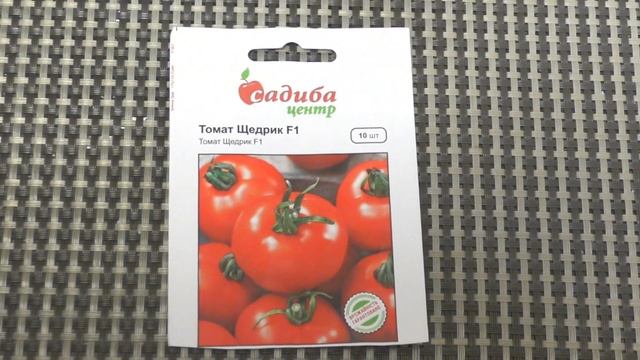 садиба
центр
Томат Щедрик F1
Томат Щедрик F1
10 шт